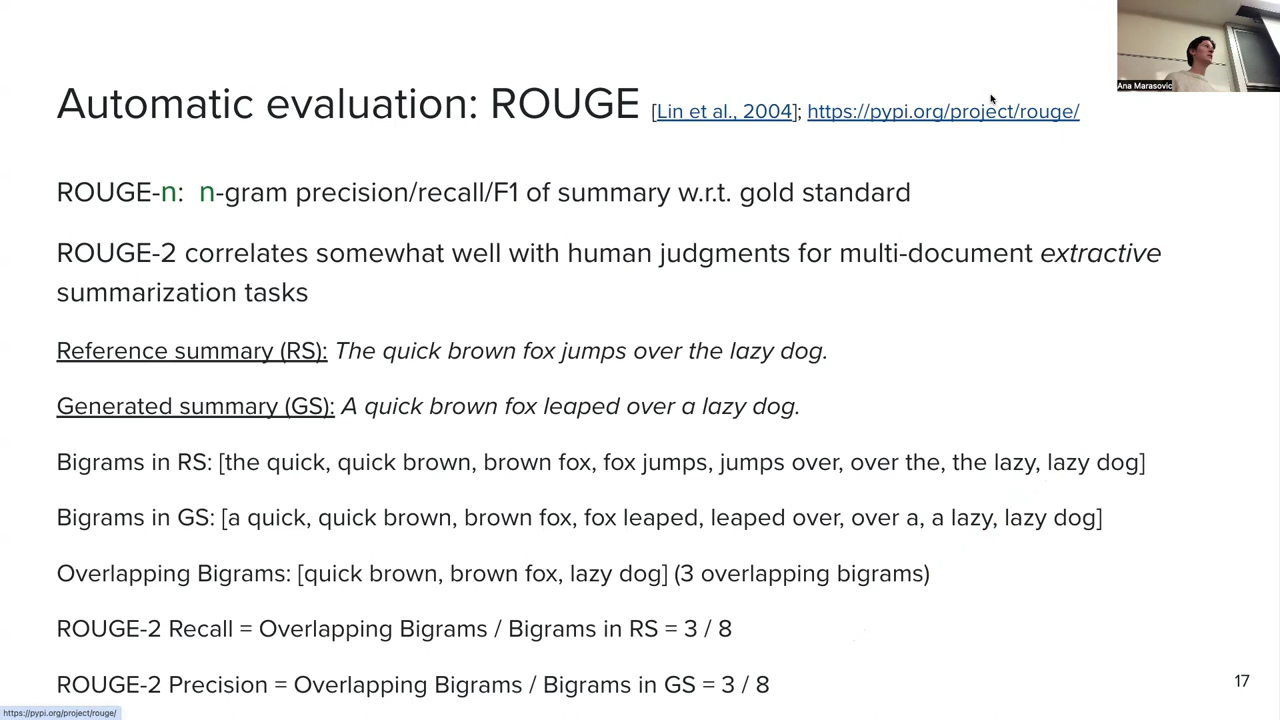 Ana Marasovic
Automatic evaluation: ROUGE [Lin et al., 2004]; https://pypi.org/project/rouge/
ROUGE-n: n-gram precision/recall/F1 of summary w.r.t. gold standard
ROUGE-2 correlates somewhat well with human judgments for multi-document extractive
summarization tasks
Reference summary (RS): The quick brown fox jumps over the lazy dog.
Generated summary (GS): A quick brown fox leaped over a lazy dog.
Bigrams in RS: [the quick, quick brown, brown fox, fox jumps, jumps over, over the, the lazy, lazy dog]
Bigrams in GS: [a quick, quick brown, brown fox, fox leaped, leaped over, over a, a lazy, lazy dog]
Overlapping Bigrams: [quick brown, brown fox, lazy dog] (3 overlapping bigrams)
ROUGE-2 Recall = Overlapping Bigrams / Bigrams in RS = 3 / 8
ROUGE-2 Precision = Overlapping Bigrams / Bigrams in GS = 3 / 8
17
https://pypi.org/project/rouge/